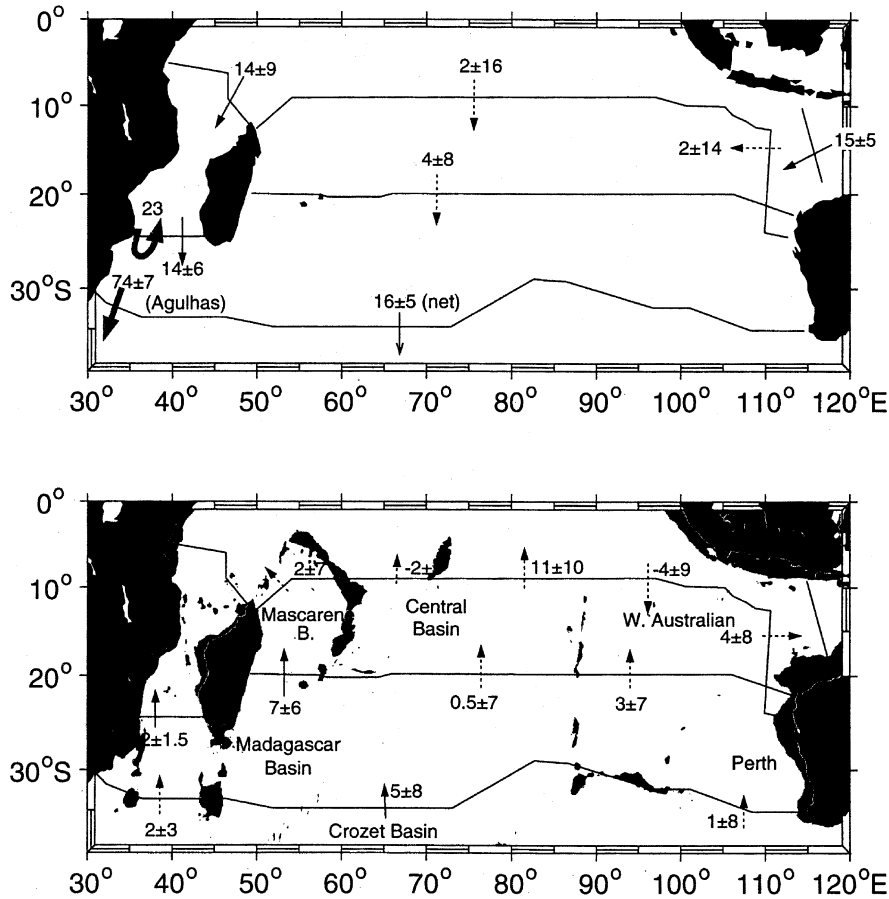 0°
14±9
2±16
10°
2±14
15±5
4±8
20°
23
14±6
74±7
30°S
(Agulhas)
16±5 (net)
30° 40° 50° 60° 70° 80° 90° 100° 110° 120°E
0°
2±7
-2±
11±10
-4±9
10°
Mascarene
B.
Central
Basin
W. Australian
4±8
20°
7±6
0.5±7
3±7
2±1.5
Madagascar
Basin
Perth
30°S
5±8
2±3
Crozet Basin
1±8
30° 40° 50° 60° 70° 80° 90° 100° 110° 120°E